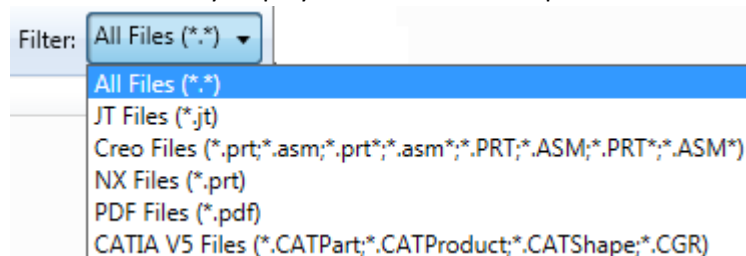 Filter: All Files (*.*)
All Files (*.*)
JT Files (*.jt)
Creo Files (*.prt;*.asm;*.prt*;*.asm*;*.PRT;*.ASM;*.PRT*;*.ASM*)
NX Files (*.prt)
PDF Files (*.pdf)
CATIA V5 Files (*.CATPart;*.CATProduct;*.CATShape;*.CGR)